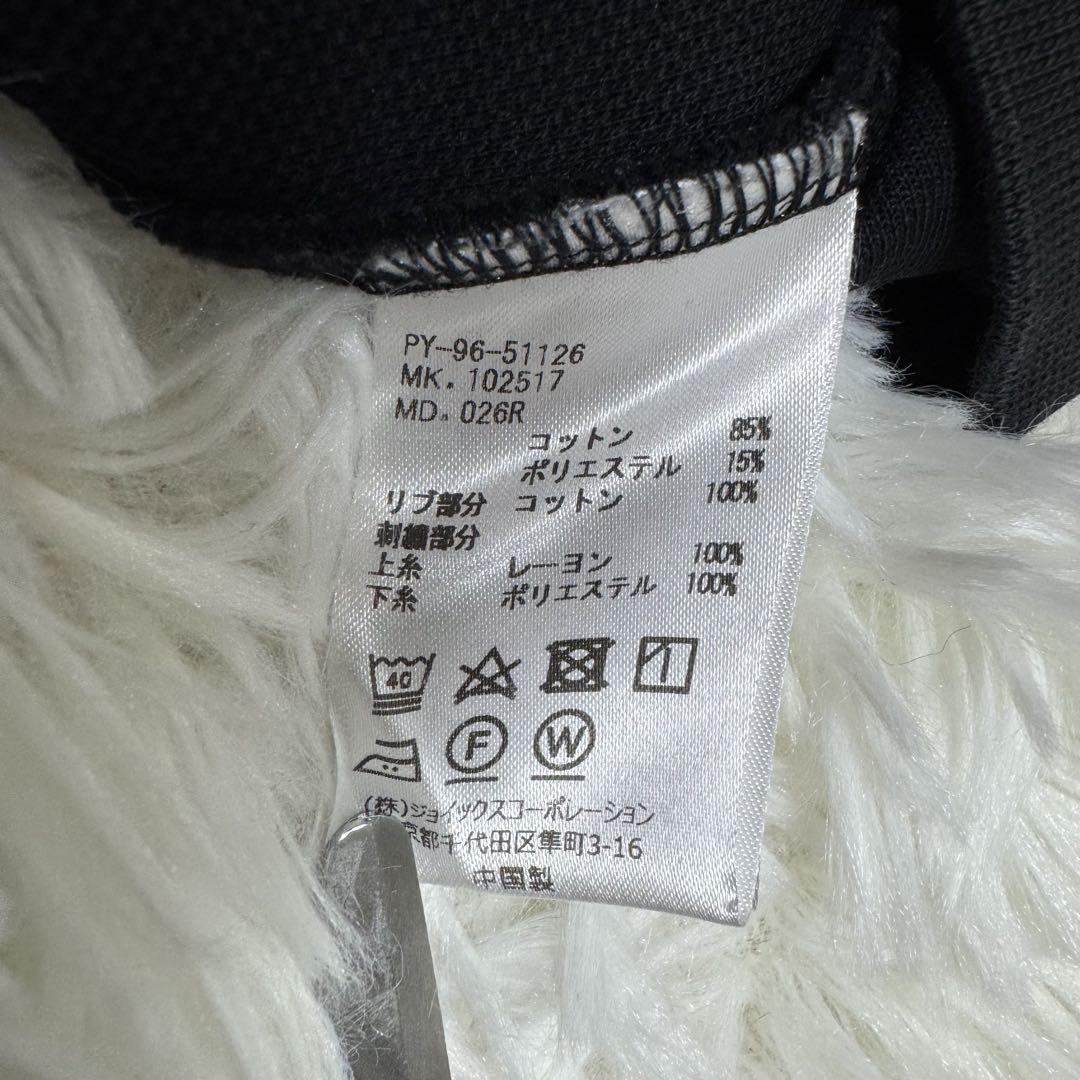 PY-96-51126
MK. 102517
MD. 026R
コットン 85%
ポリエステル 15%
リブ部分 コットン 100%
刺繍部分
上糸 レーヨン 100%
下糸 ポリエステル 100%
40
1
F W
(株)ジョイックスコーポレーション
京都千代田区隼町3-16
中国製